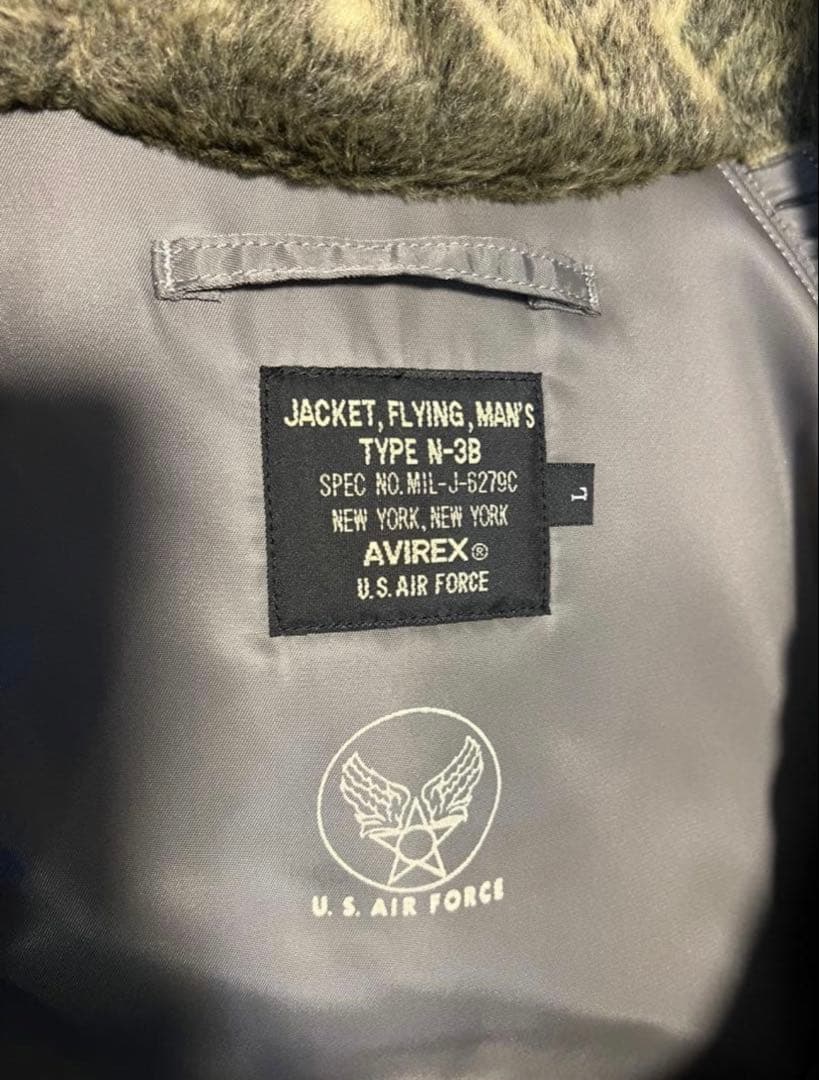 JACKET, FLYING, MAN'S
TYPE N-3B
SPEC NO. MIL-J-6279C
NEW YORK, NEW YORK
AVIREX®
U.S. AIR FORCE
L
U. S. AIR FORCE